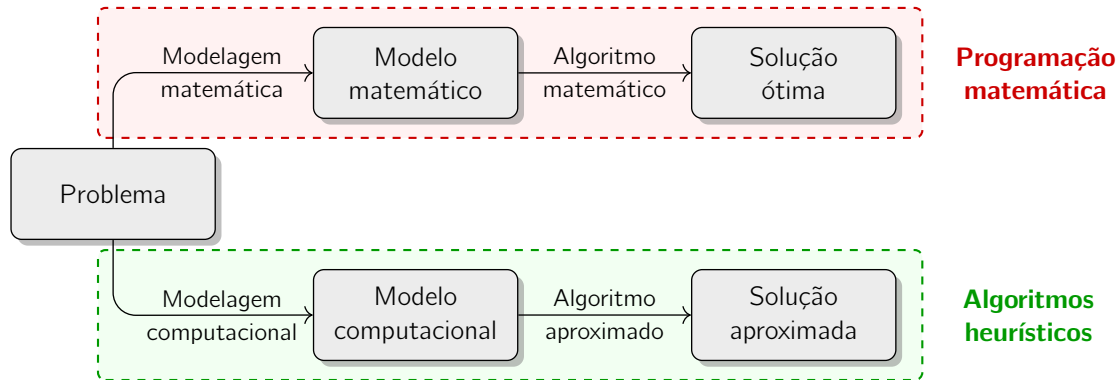 Modelagem
matemática
Modelo
matemático
Algoritmo
matemático
Solução
ótima
Programação
matemática
Problema
Modelagem
computacional
Modelo
computacional
Algoritmo
aproximado
Solução
aproximada
Algoritmos
heurísticos